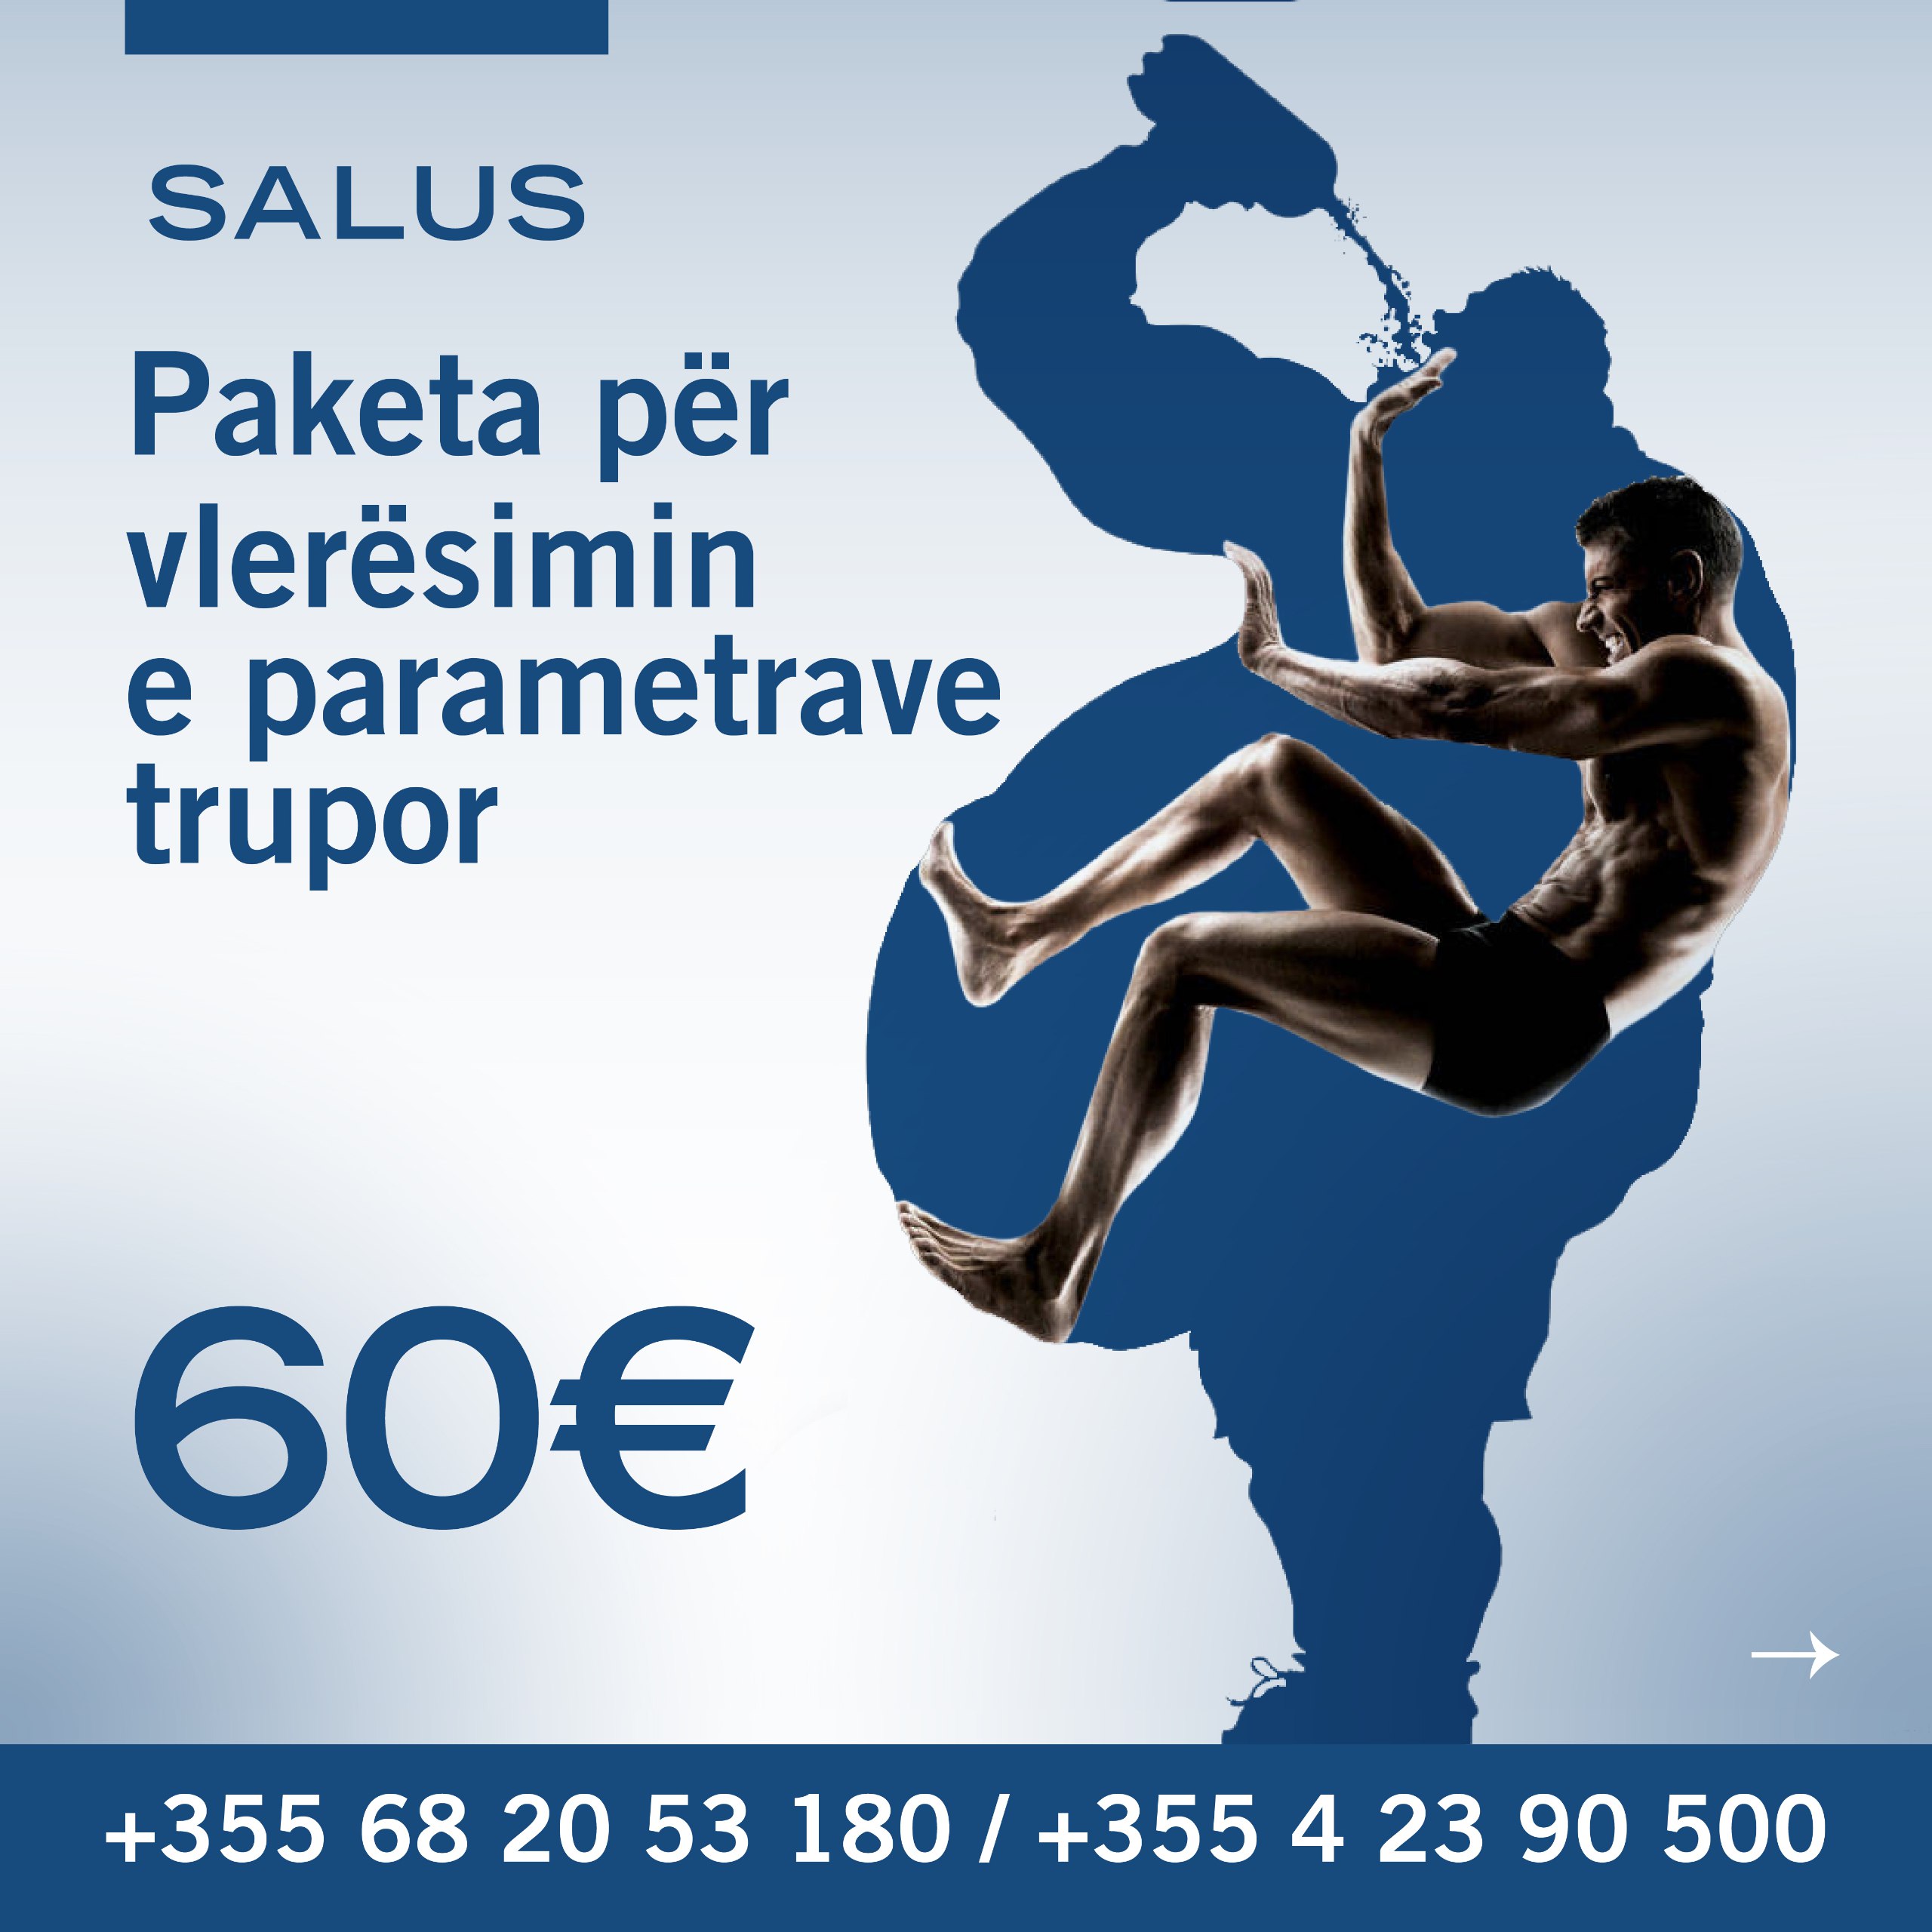 SALUS
Paketa për
vlerësimin
e parametrave
trupor
60€
+355 68 20 53 180 / +355 4 23 90 500